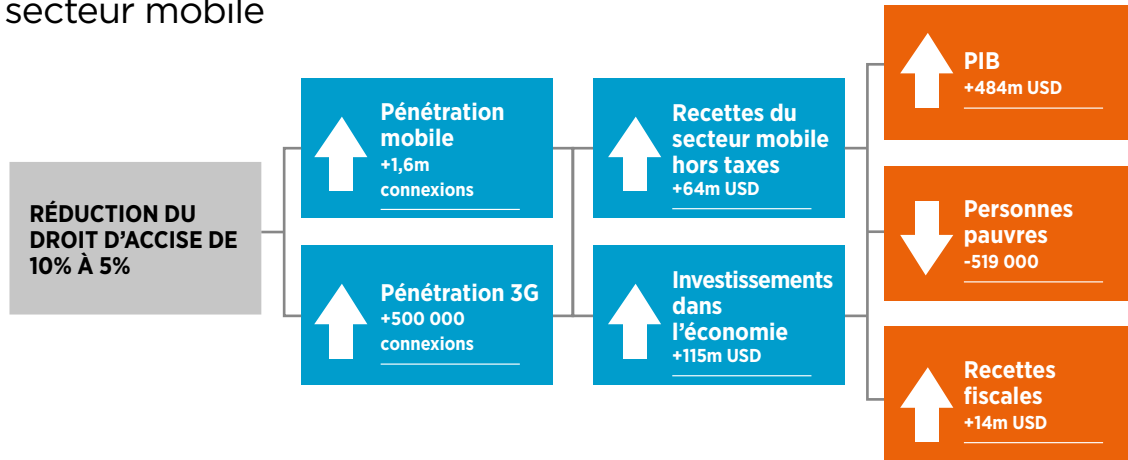 secteur mobile
RÉDUCTION DU
DROIT D'ACCISE DE
10% À 5%
Pénétration
mobile
+1,6m
connexions
Pénétration 3G
+500 000
connexions
Recettes du
secteur mobile
hors taxes
+64m USD
Investissements
dans
l'économie
+115m USD
PIB
+484m USD
Personnes
pauvres
-519 000
Recettes
fiscales
+14m USD